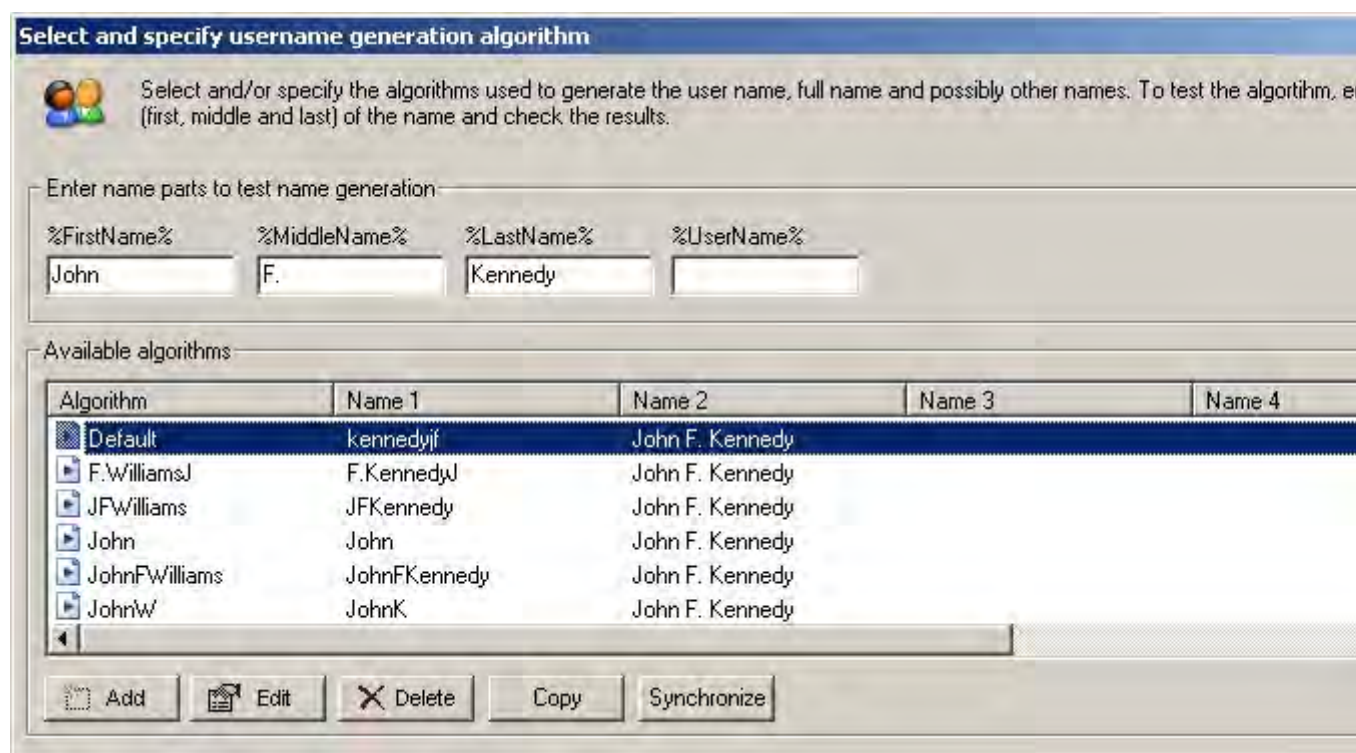 Select and specify username generation algorithm
Select and/or specify the algorithms used to generate the user name, full name and possibly other names. To test the algortihm, e
(first, middle and last) of the name and check the results.
Enter name parts to test name generation
%FirstName% %MiddleName% %LastName% %UserName%
John F. Kennedy
Available algorithms
Algorithm Name 1 Name 2 Name 3 Name 4
Default kennedyjf John F. Kennedy
F.WilliamsJ F.KennedyJ John F. Kennedy
JFWilliams JFKennedy John F. Kennedy
John John John F. Kennedy
JohnFWilliams JohnFKennedy John F. Kennedy
JohnW JohnK John F. Kennedy
Add Edit Delete Copy Synchronize